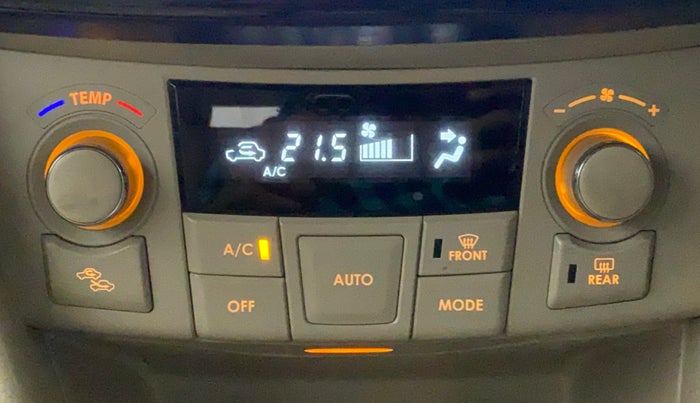 TEMP
- +
21.5
A/C
A/C
FRONT
AUTO
REAR
OFF
MODE